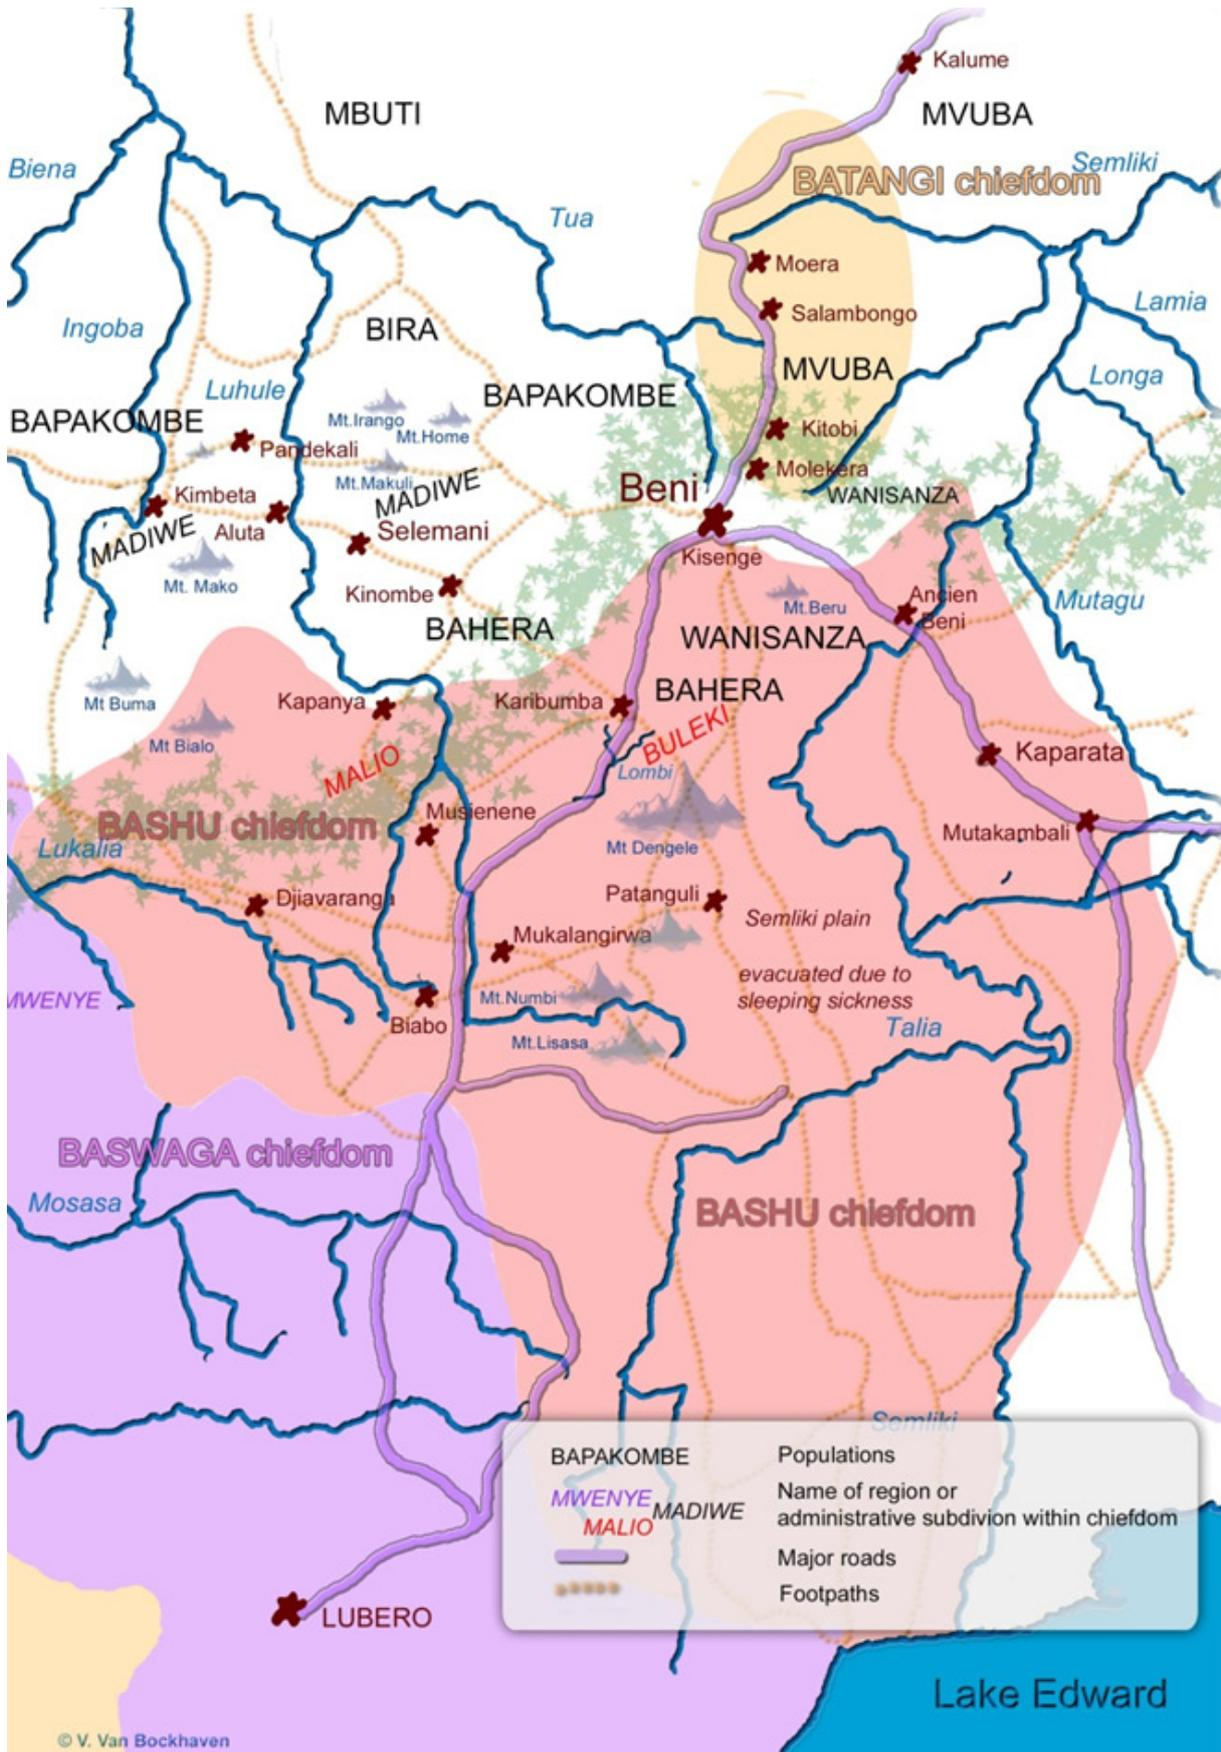 Kalume
MBUTI
MVUBA
Biena
Semliki
BATANGI chiefdom
Tua
Moera
Lamia
Salambongo
Ingoba
BIRA
MVUBA
Longa
Luhule
BAPAKOMBE
BAPAKOMBE
Mt.Irango
Mt.Home
Kitobi
Pandekali
Molekera
Mt.Makuli
MADIWE
Beni
WANISANZA
Kimbeta
Aluta
Selemani
MADIWE
Kisenge
Mt. Mako
Kinombe
Mt.Beru
Ancien
Beni
Mutagu
BAHERA
WANISANZA
Mt Buma
Kapanya
Karibumba
BAHERA
Mt Bialo
BULEKI
Kaparata
MALIO
Lombi
Musienene
BASHU chiefdom
Mutakambali
Lukalia
Mt Dengele
Djiavaranga
Patanguli
Semliki plain
Mukalangirwa
evacuated due to
sleeping sickness
MWENYE
Mt.Numbi
Biabo
Talia
Mt.Lisasa
BASWAGA chiefdom
Mosasa
BASHU chiefdom
Semliki
BAPAKOMBE Populations
MWENYE MADIWE MALIO Name of region or
administrative subdivion within chiefdom
Major roads
Footpaths
LUBERO
Lake Edward
© V. Van Bockhaven